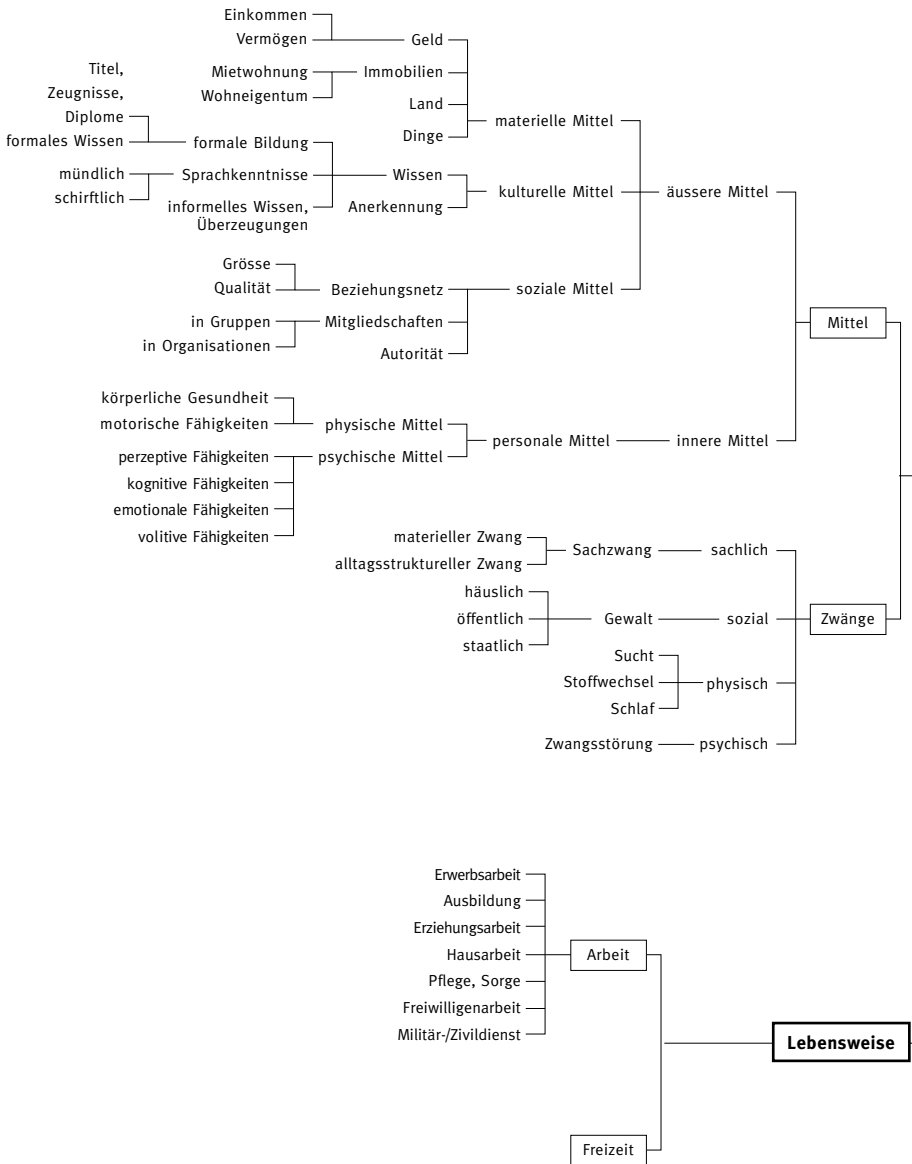 Einkommen
Vermögen
Geld
Titel,
Zeugnisse,
Diplome
formales Wissen
Mietwohnung
Wohneigentum
Immobilien
Land
Dinge
materielle Mittel
formale Bildung
mündlich
schirftlich
Sprachkenntnisse
informelles Wissen,
Überzeugungen
Wissen
Anerkennung
kulturelle Mittel
äussere Mittel
Grösse
Qualität
Beziehungsnetz
soziale Mittel
in Gruppen
in Organisationen
Mitgliedschaften
Autorität
Mittel
körperliche Gesundheit
motorische Fähigkeiten
physische Mittel
personale Mittel
innere Mittel
perzeptive Fähigkeiten
kognitive Fähigkeiten
emotionale Fähigkeiten
volitive Fähigkeiten
psychische Mittel
materieller Zwang
alltagsstruktureller Zwang
Sachzwang
sachlich
häuslich
öffentlich
staatlich
Gewalt
sozial
Zwänge
Sucht
Stoffwechsel
Schlaf
physisch
Zwangsstörung
psychisch
Erwerbsarbeit
Ausbildung
Erziehungsarbeit
Hausarbeit
Pflege, Sorge
Freiwilligenarbeit
Militär-/Zivildienst
Arbeit
Lebensweise
Freizeit